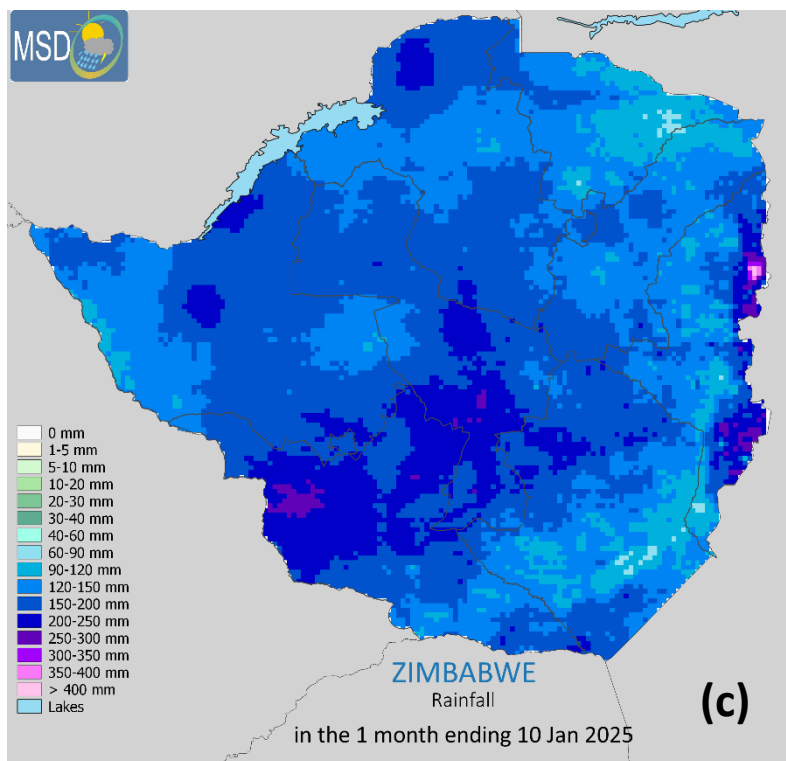 MSD
0 mm
1-5 mm
5-10 mm
10-20 mm
20-30 mm
30-40 mm
40-60 mm
60-90 mm
90-120 mm
120-150 mm
150-200 mm
200-250 mm
250-300 mm
300-350 mm
350-400 mm
> 400 mm
Lakes
ZIMBABWE
Rainfall
in the 1 month ending 10 Jan 2025
(c)